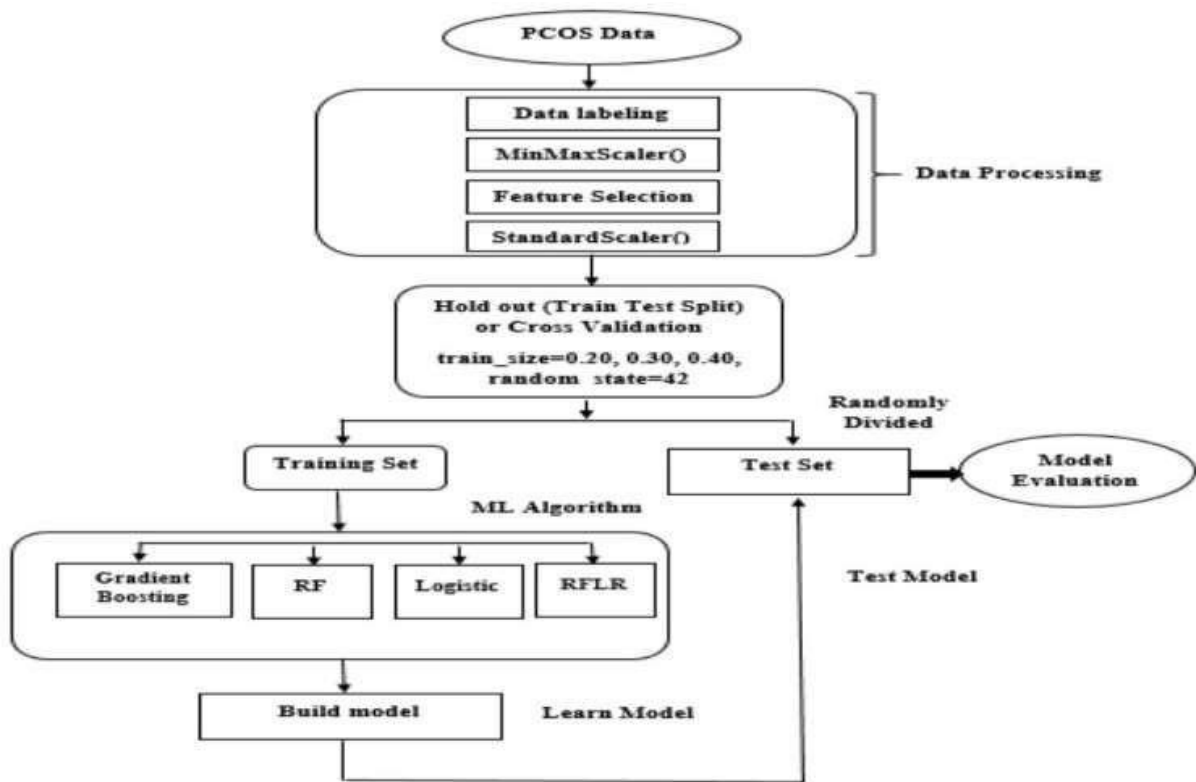 PCOS Data
Data labeling
MinMaxScaler()
Feature Selection
StandardScaler()
Data Processing
Hold out (Train Test Split)
or Cross Validation
train_size=0.20, 0.30, 0.40,
random_state=42
Randomly
Divided
Training Set
Test Set
Model
Evaluation
ML Algorithm
Gradient
Boosting
RF
Logistic
RFLR
Test Model
Build model
Learn Model